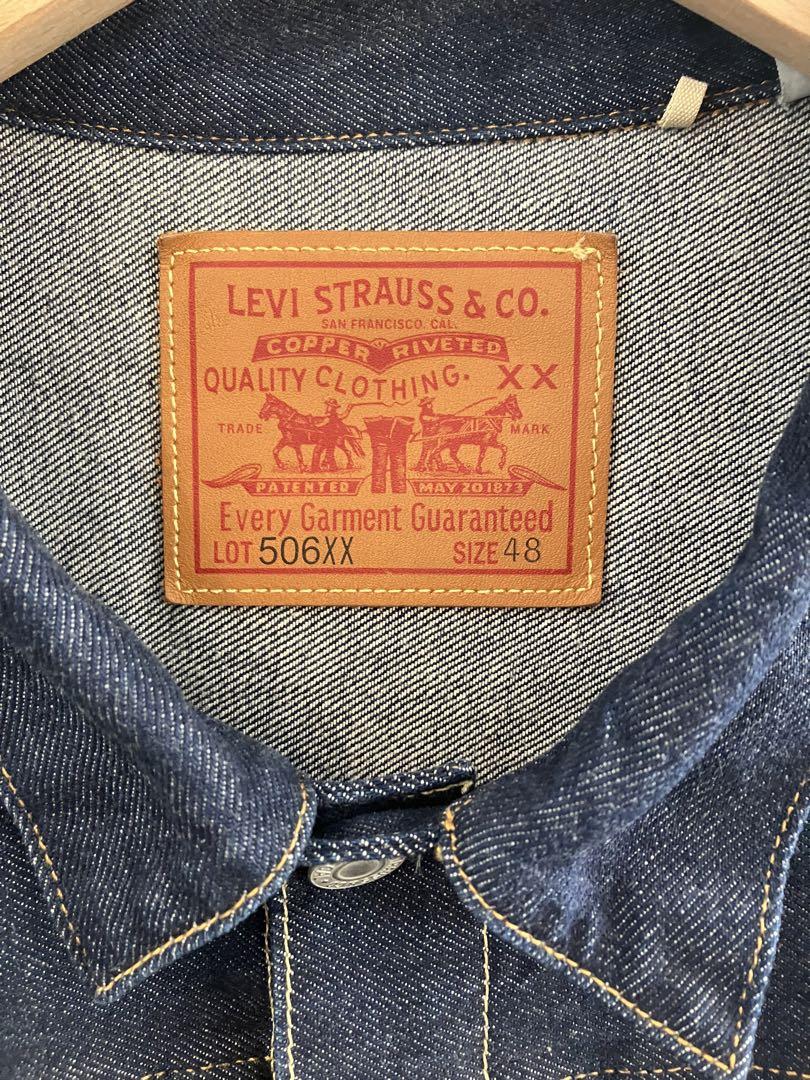 LEVI STRAUSS & CO.
SAN FRANCISCO. CAL.
COPPER RIVETED
QUALITY CLOTHING. XX
TRADE MARK
PATENTED MAY 20 1873
Every Garment Guaranteed
LOT 506XX SIZE 48